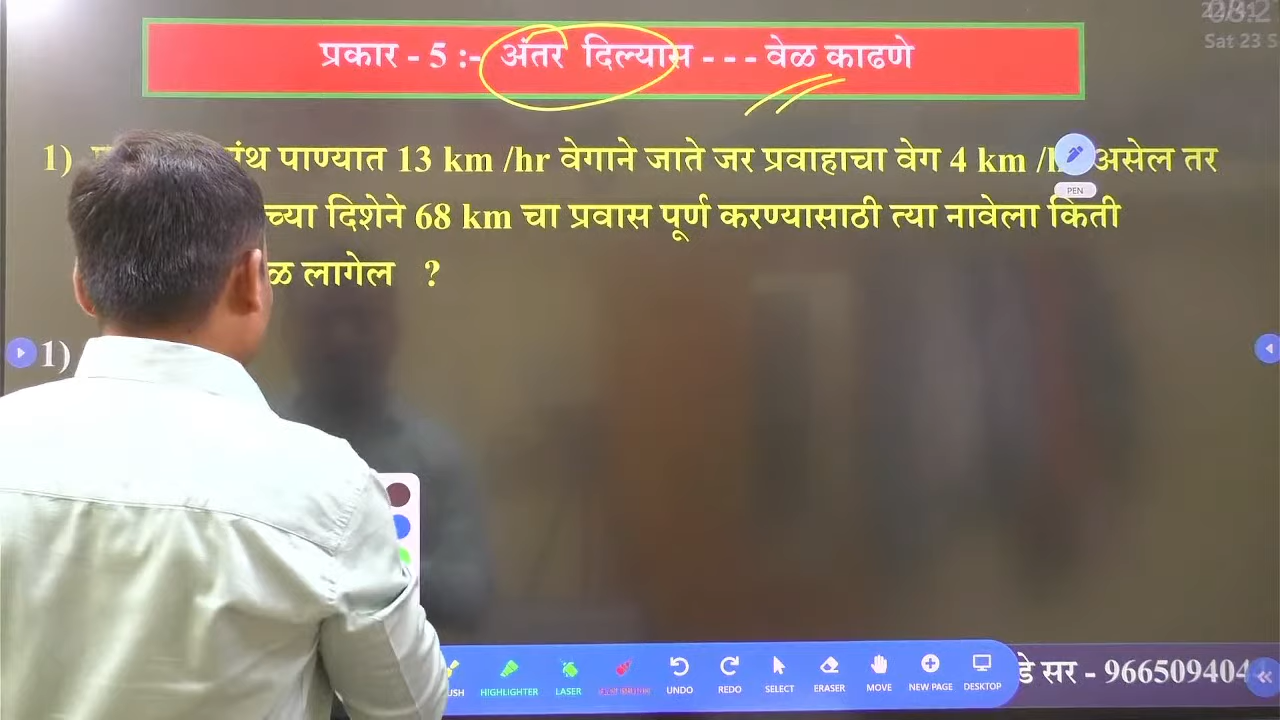 प्रकार - 5 :- अंतर दिल्यास - - - वेळ काढणे
Sat 23 S
1) संथ पाण्यात 13 km /hr वेगाने जाते जर प्रवाहाचा वेग 4 km /hr असेल तर
च्या दिशेने 68 km चा प्रवास पूर्ण करण्यासाठी त्या नावेला किती
ळ लागेल ?
PEN
1)
HIGHLIGHTER LASER UNDO REDO SELECT ERASER MOVE NEW PAGE DESKTOP
डे सर - 966509404